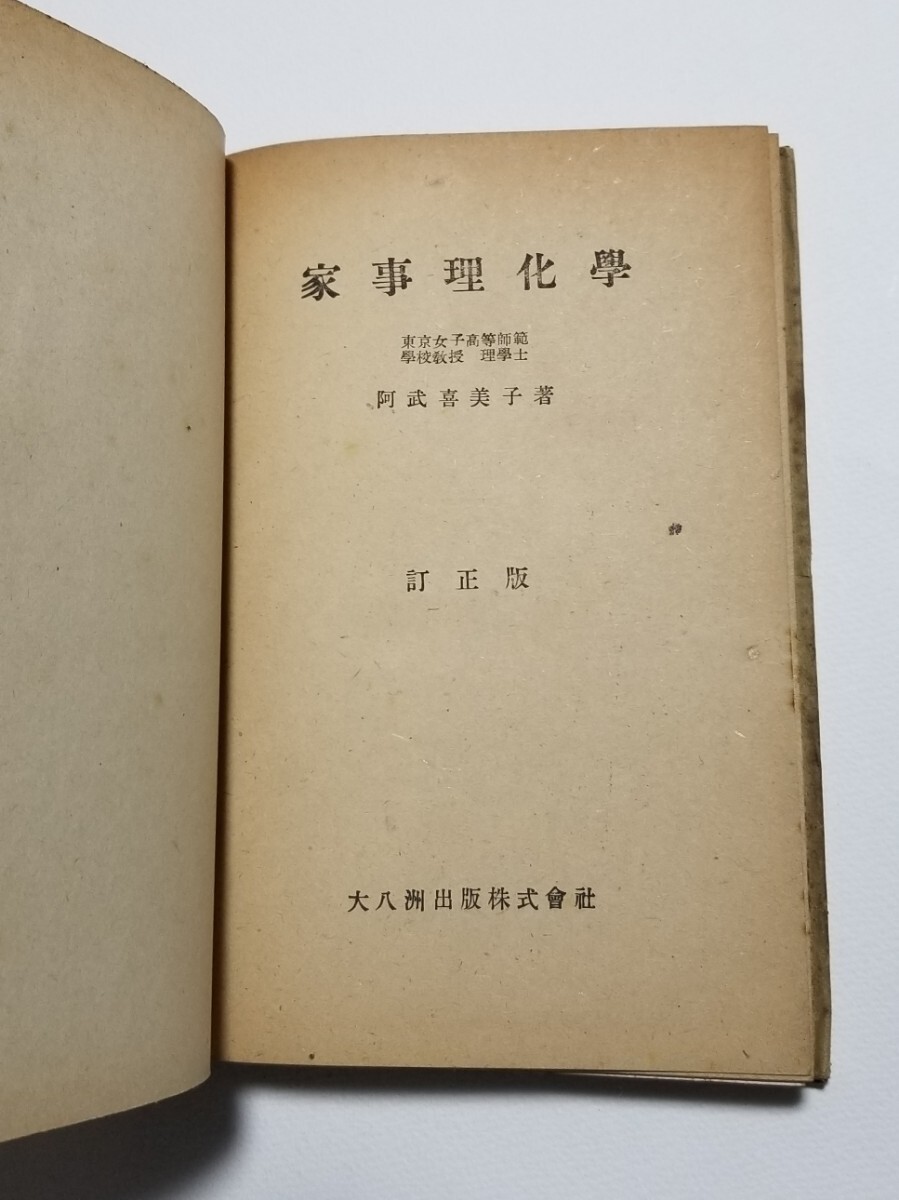 家事理化學
東京女子高等師範
學校敎授 理學士
阿武喜美子著
訂正版
大八洲出版株式會社